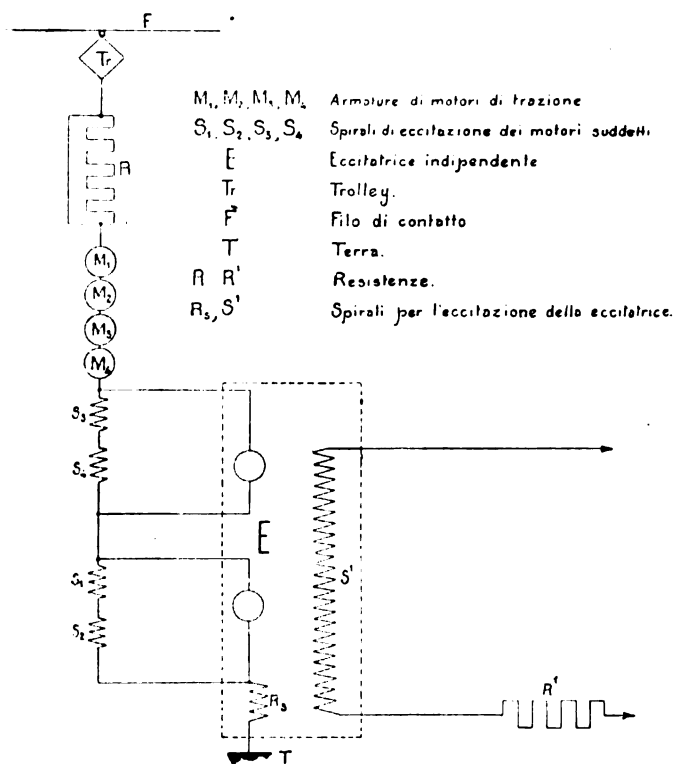 F
Tr
M₁, M₂, M₃, M₄ Armature di motori di trazione
S₁, S₂, S₃, S₄ Spirali di eccitazione dei motori suddetti
E Eccitatrice indipendente
Tr Trolley.
F Filo di contatto
T Terra.
R R' Resistenze.
R₅, S' Spirali per l'eccitazione della eccitatrice.
R
M₁
M₂
M₃
M₄
S₃
S₄
E
S₁
S₂
S'
R₅
R'
T